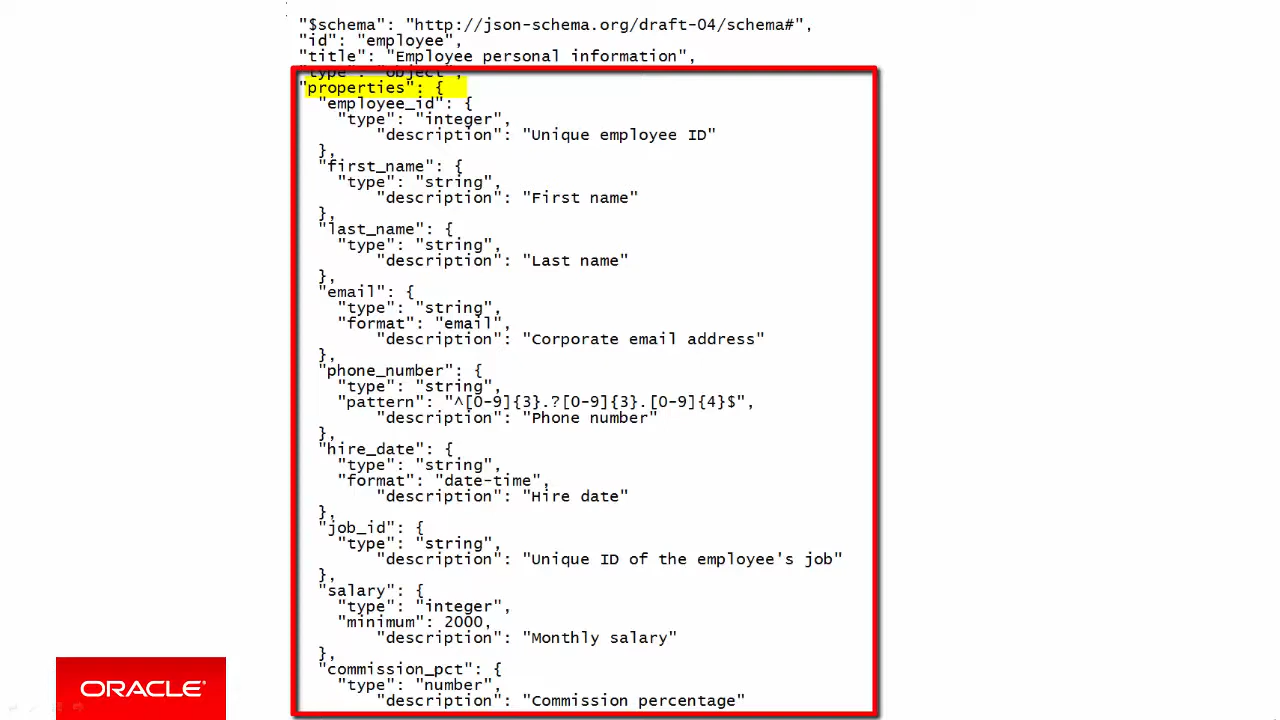 "$schema": "http://json-schema.org/draft-04/schema#",
"id": "employee",
"title": "Employee personal information",
"type": "object",
"properties": {
"employee_id": {
"type": "integer",
"description": "Unique employee ID"
},
"first_name": {
"type": "string",
"description": "First name"
},
"last_name": {
"type": "string",
"description": "Last name"
},
"email": {
"type": "string",
"format": "email",
"description": "Corporate email address"
},
"phone_number": {
"type": "string",
"pattern": "^[0-9]{3}.?[0-9]{3}.[0-9]{4}$",
"description": "Phone number"
},
"hire_date": {
"type": "string",
"format": "date-time",
"description": "Hire date"
},
"job_id": {
"type": "string",
"description": "Unique ID of the employee's job"
},
"salary": {
"type": "integer",
"minimum": 2000,
"description": "Monthly salary"
},
"commission_pct": {
"type": "number",
"description": "Commission percentage"
ORACLE